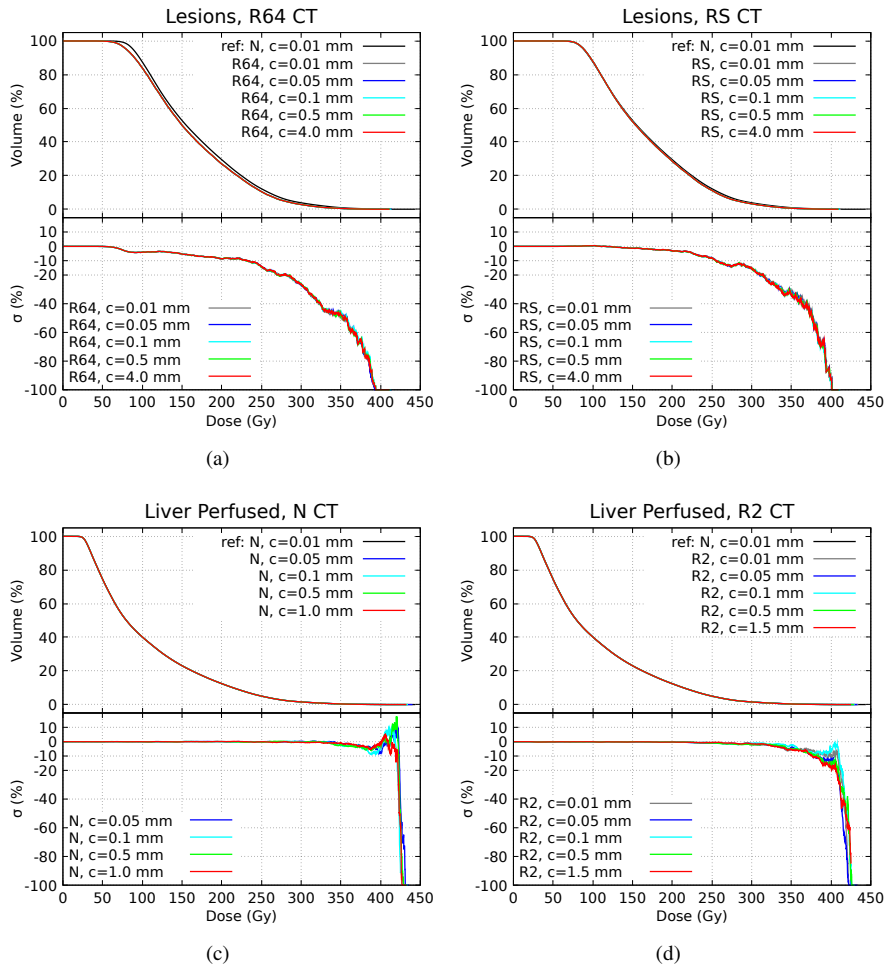 Lesions, R64 CT
100
80
60
40
20
0
Volume (%)
ref: N, c=0.01 mm
R64, c=0.01 mm
R64, c=0.05 mm
R64, c=0.1 mm
R64, c=0.5 mm
R64, c=4.0 mm
10
0
-10
-20
-40
-60
-80
-100
σ (%)
R64, c=0.01 mm
R64, c=0.05 mm
R64, c=0.1 mm
R64, c=0.5 mm
R64, c=4.0 mm
0 50 100 150 200 250 300 350 400 450
Dose (Gy)
(a)
Lesions, RS CT
100
80
60
40
20
0
Volume (%)
ref: N, c=0.01 mm
RS, c=0.01 mm
RS, c=0.05 mm
RS, c=0.1 mm
RS, c=0.5 mm
RS, c=4.0 mm
10
0
-10
-20
-40
-60
-80
-100
σ (%)
RS, c=0.01 mm
RS, c=0.05 mm
RS, c=0.1 mm
RS, c=0.5 mm
RS, c=4.0 mm
0 50 100 150 200 250 300 350 400 450
Dose (Gy)
(b)
Liver Perfused, N CT
100
80
60
40
20
0
Volume (%)
ref: N, c=0.01 mm
N, c=0.05 mm
N, c=0.1 mm
N, c=0.5 mm
N, c=1.0 mm
10
0
-10
-20
-40
-60
-80
-100
σ (%)
N, c=0.05 mm
N, c=0.1 mm
N, c=0.5 mm
N, c=1.0 mm
0 50 100 150 200 250 300 350 400 450
Dose (Gy)
(c)
Liver Perfused, R2 CT
100
80
60
40
20
0
Volume (%)
ref: N, c=0.01 mm
R2, c=0.01 mm
R2, c=0.05 mm
R2, c=0.1 mm
R2, c=0.5 mm
R2, c=1.5 mm
10
0
-10
-20
-40
-60
-80
-100
σ (%)
R2, c=0.01 mm
R2, c=0.05 mm
R2, c=0.1 mm
R2, c=0.5 mm
R2, c=1.5 mm
0 50 100 150 200 250 300 350 400 450
Dose (Gy)
(d)